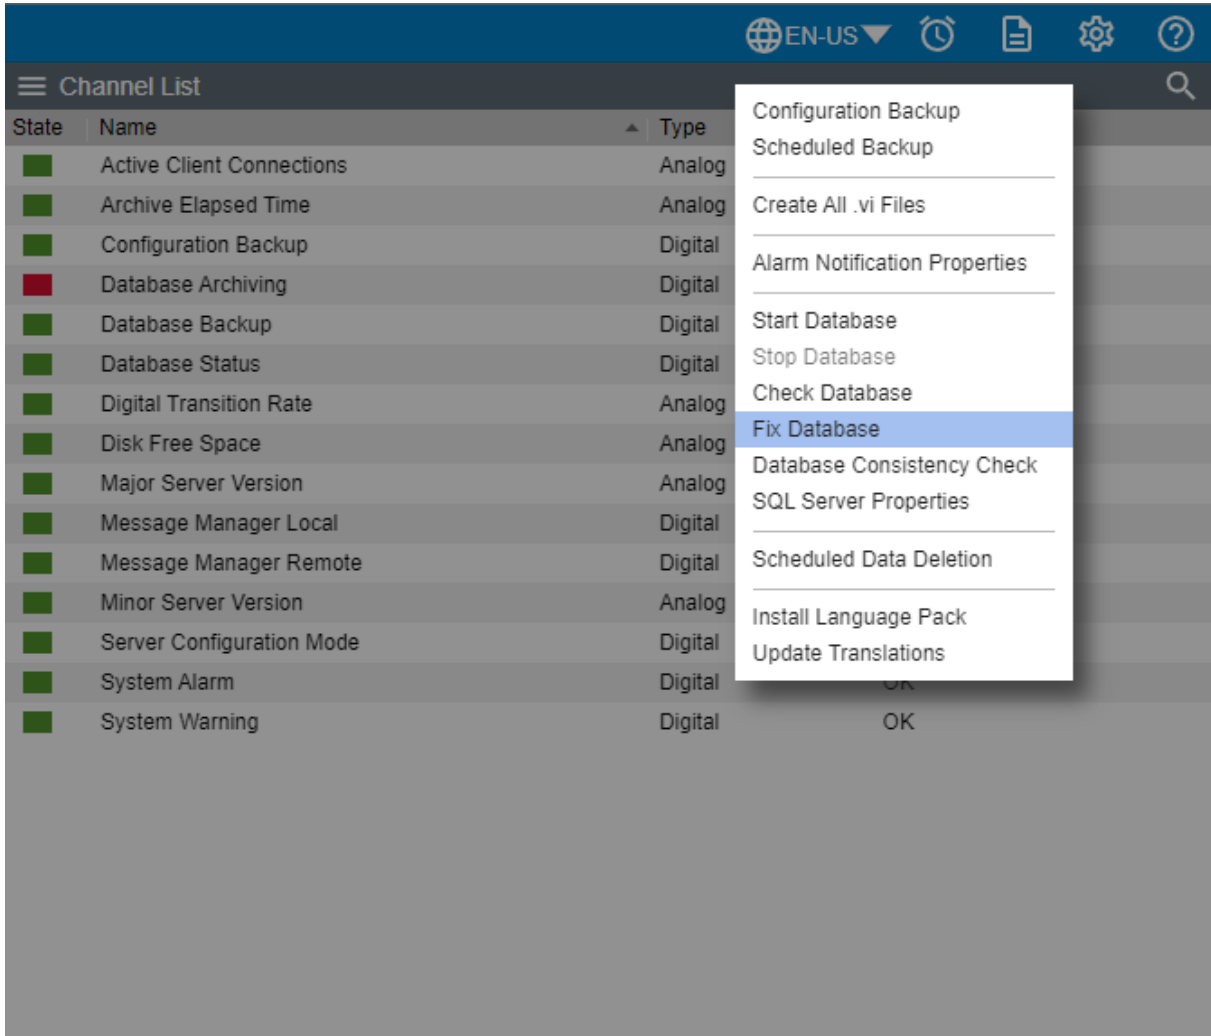 EN-US
Channel List
State Name Type
Active Client Connections Analog
Archive Elapsed Time Analog
Configuration Backup Digital
Database Archiving Digital
Database Backup Digital
Database Status Digital
Digital Transition Rate Analog
Disk Free Space Analog
Major Server Version Analog
Message Manager Local Digital
Message Manager Remote Digital
Minor Server Version Analog
Server Configuration Mode Digital
System Alarm Digital OK
System Warning Digital OK
Configuration Backup
Scheduled Backup
Create All .vi Files
Alarm Notification Properties
Start Database
Stop Database
Check Database
Fix Database
Database Consistency Check
SQL Server Properties
Scheduled Data Deletion
Install Language Pack
Update Translations